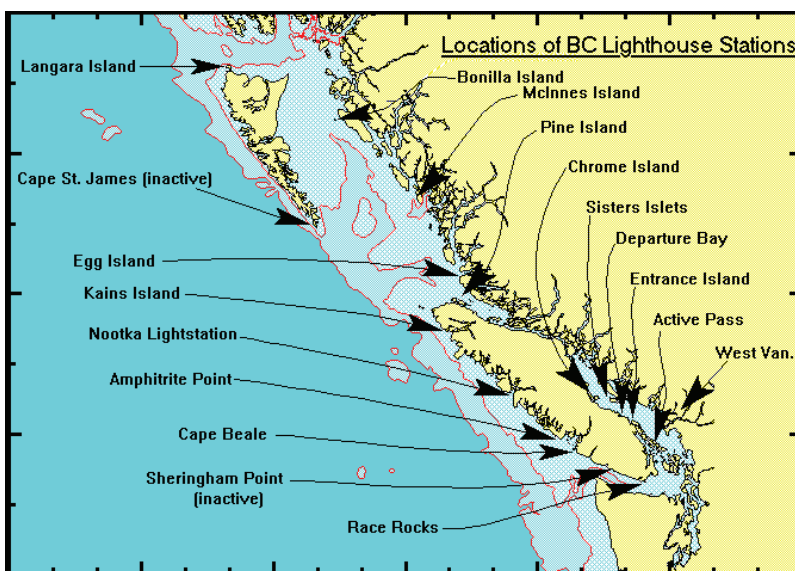 Locations of BC Lighthouse Stations
Langara Island
Bonilla Island
McInnes Island
Pine Island
Chrome Island
Cape St. James (inactive)
Sisters Islets
Departure Bay
Egg Island
Entrance Island
Kains Island
Active Pass
Nootka Lightstation
West Van.
Amphitrite Point
Cape Beale
Sheringham Point
(inactive)
Race Rocks